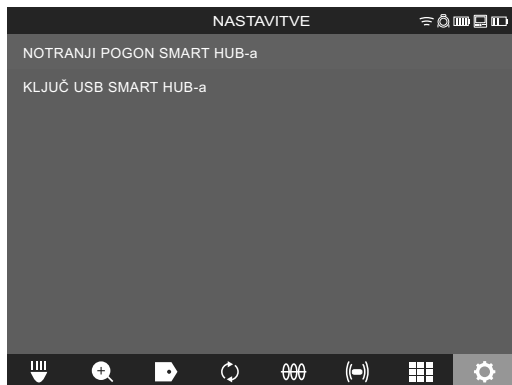 NASTAVITVE
NOTRANJI POGON SMART HUB-a
KLJUČ USB SMART HUB-a